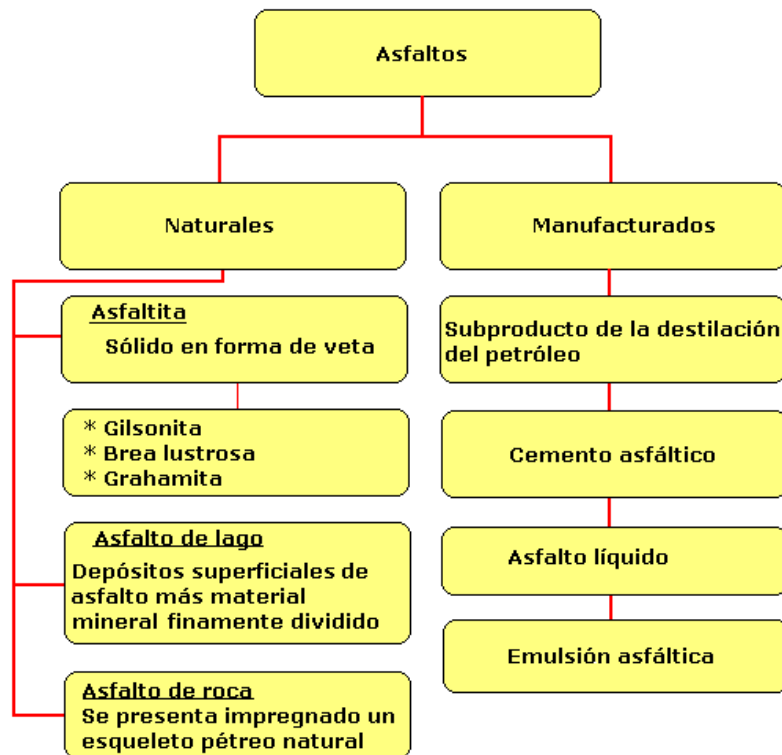 Asfaltos
Naturales
Manufacturados
Asfaltita
Sólido en forma de veta
* Gilsonita
* Brea lustrosa
* Grahamita
Asfalto de lago
Depósitos superficiales de
asfalto más material
mineral finamente dividido
Asfalto de roca
Se presenta impregnado un
esqueleto pétreo natural
Subproducto de la destilación
del petróleo
Cemento asfáltico
Asfalto líquido
Emulsión asfáltica